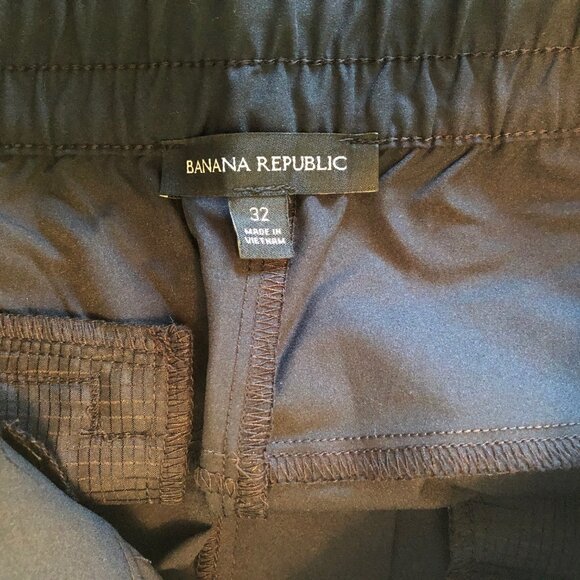 BANANA REPUBLIC
32
MADE IN
VIETNAM